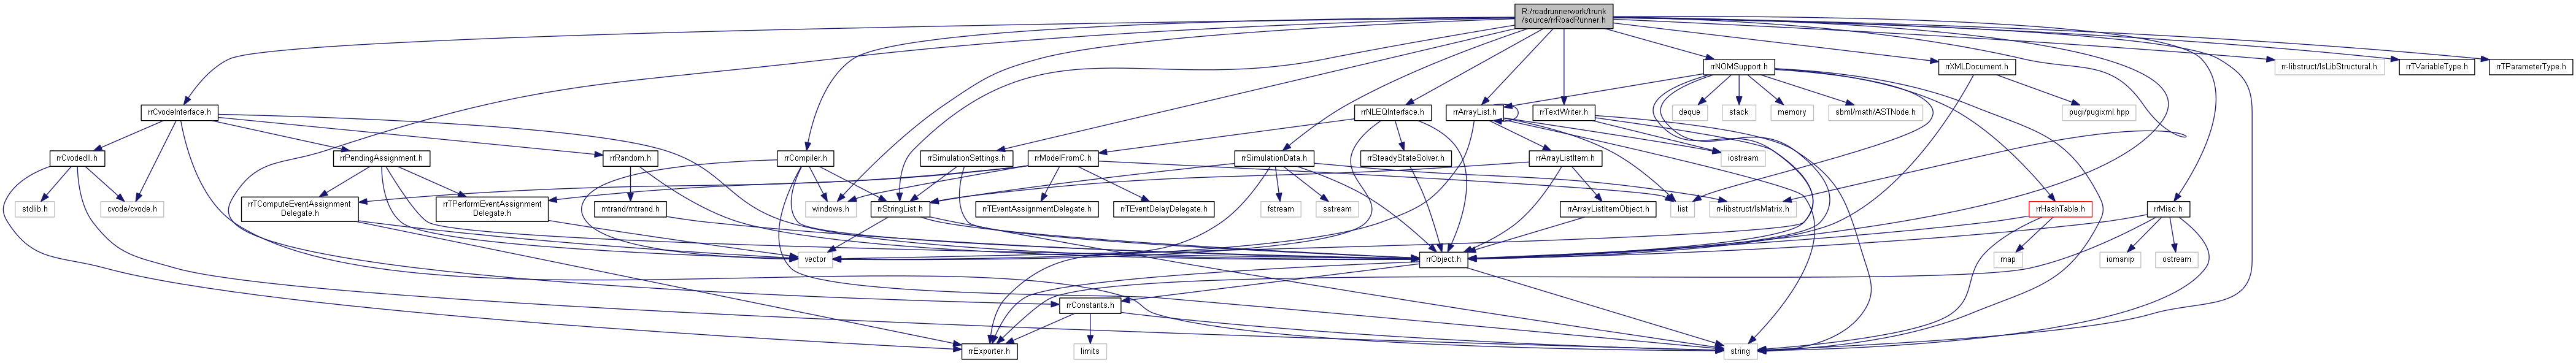 R:/roadrunnerwork/trunk
/source/rrRoadRunner.h
rrNOMSupport.h
rrXMLDocument.h
rr-libstruct/lsLibStructural.h
rrTVariableType.h
rrTParameterType.h
rrCvodeInterface.h
rrNLEQInterface.h
rrArrayList.h
rrTextWriter.h
deque
stack
memory
sbml/math/ASTNode.h
pugi/pugixml.hpp
rrCvodedll.h
rrPendingAssignment.h
rrRandom.h
rrCompiler.h
rrSimulationSettings.h
rrModelFromC.h
rrSimulationData.h
rrSteadyStateSolver.h
rrArrayListItem.h
iostream
stdlib.h
cvode/cvode.h
rrTComputeEventAssignment
Delegate.h
rrTPerformEventAssignment
Delegate.h
mtrand/mtrand.h
windows.h
rrStringList.h
rrTEventAssignmentDelegate.h
rrTEventDelayDelegate.h
fstream
sstream
rrArrayListItemObject.h
list
rr-libstruct/lsMatrix.h
rrHashTable.h
rrMisc.h
vector
rrObject.h
map
iomanip
ostream
rrConstants.h
rrExporter.h
limits
string